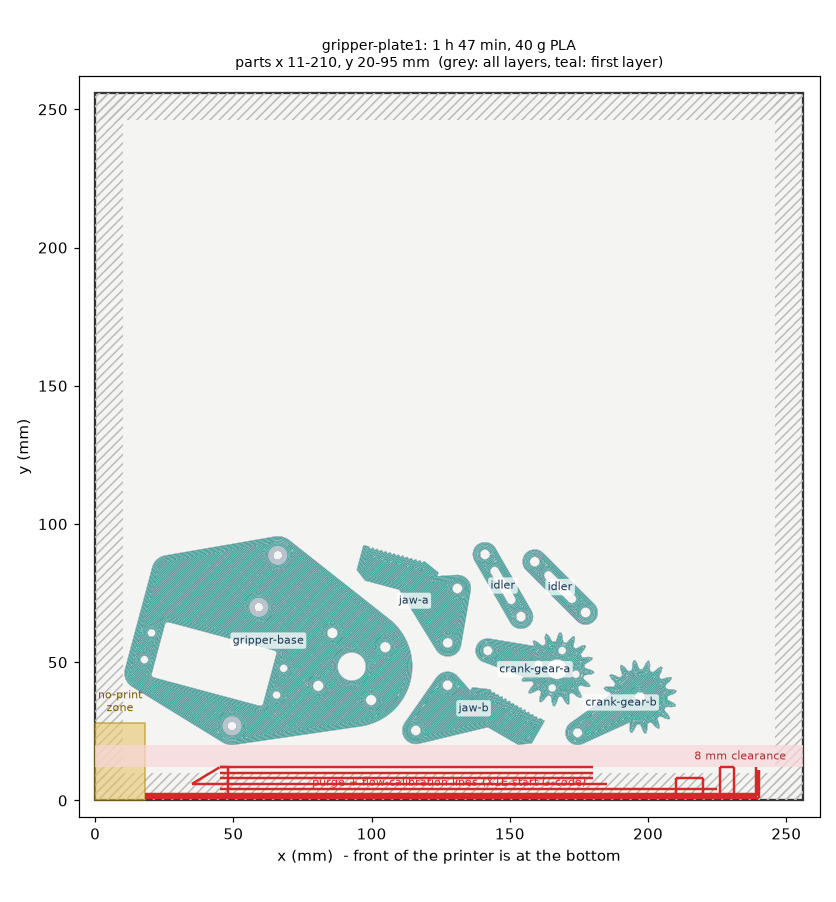 gripper-plate1: 1 h 47 min, 40 g PLA
parts x 11-210, y 20-95 mm  (grey: all layers, teal: first layer)
250
200
150
100
50
0
y (mm)
jaw-a
idler
idler
gripper-base
crank-gear-a
crank-gear-b
jaw-b
no-print
zone
8 mm clearance
purge + flow-calibration lines (X1E start G-code)
0
50
100
150
200
250
x (mm)  - front of the printer is at the bottom